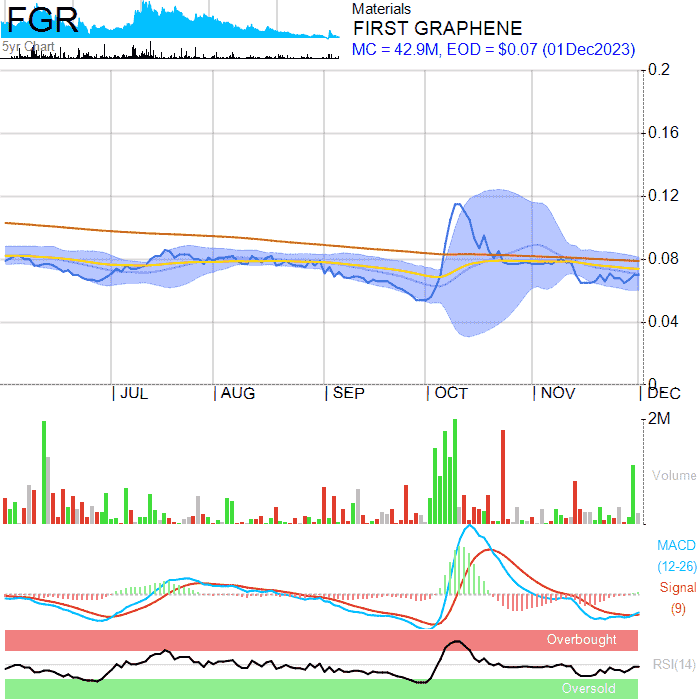 FGR
5yr Chart
Materials
FIRST GRAPHENE
MC = 42.9M, EOD = $0.07 (01Dec2023)
0.2
0.16
0.12
0.08
0.04
0
JUL AUG SEP OCT NOV DEC
2M
Volume
MACD
(12-26)
Signal
(9)
Overbought
RSI(14)
Oversold